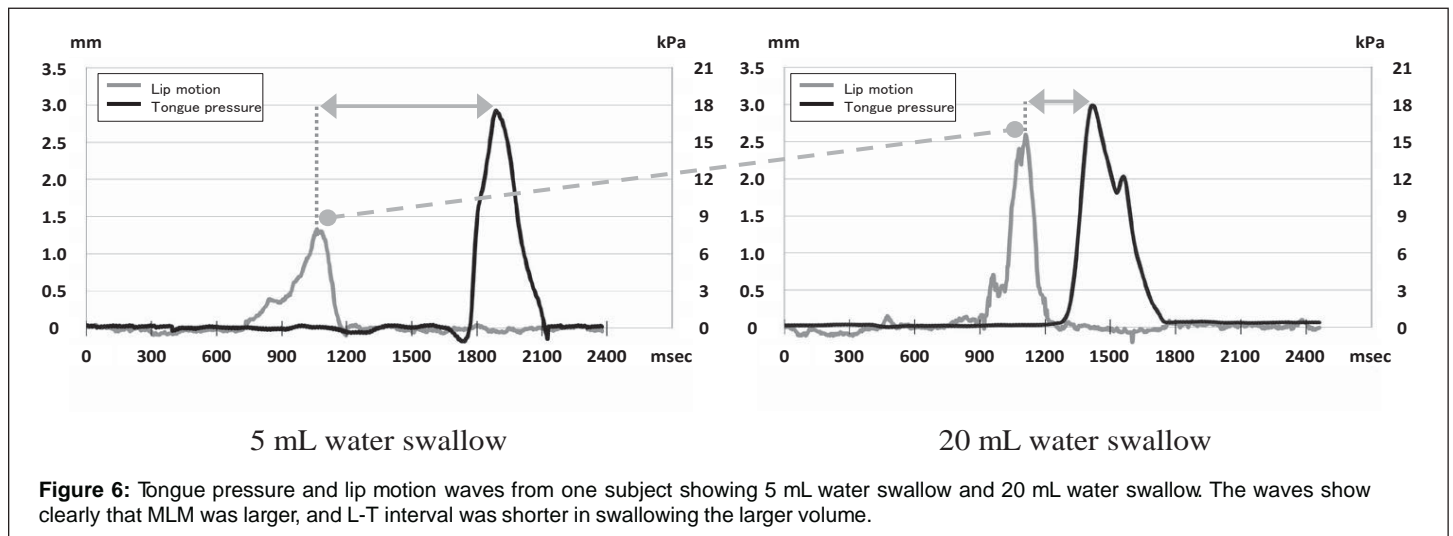 mm
kPa
3.5
3.0
2.5
2.0
1.5
1.0
0.5
0
21
18
15
12
9
6
3
0
Lip motion
Tongue pressure
0 300 600 900 1200 1500 1800 2100 2400 msec
5 mL water swallow
mm
kPa
3.5
3.0
2.5
2.0
1.5
1.0
0.5
0
21
18
15
12
9
6
3
0
Lip motion
Tongue pressure
0 300 600 900 1200 1500 1800 2100 2400 msec
20 mL water swallow
Figure 6: Tongue pressure and lip motion waves from one subject showing 5 mL water swallow and 20 mL water swallow. The waves show
clearly that MLM was larger, and L-T interval was shorter in swallowing the larger volume.